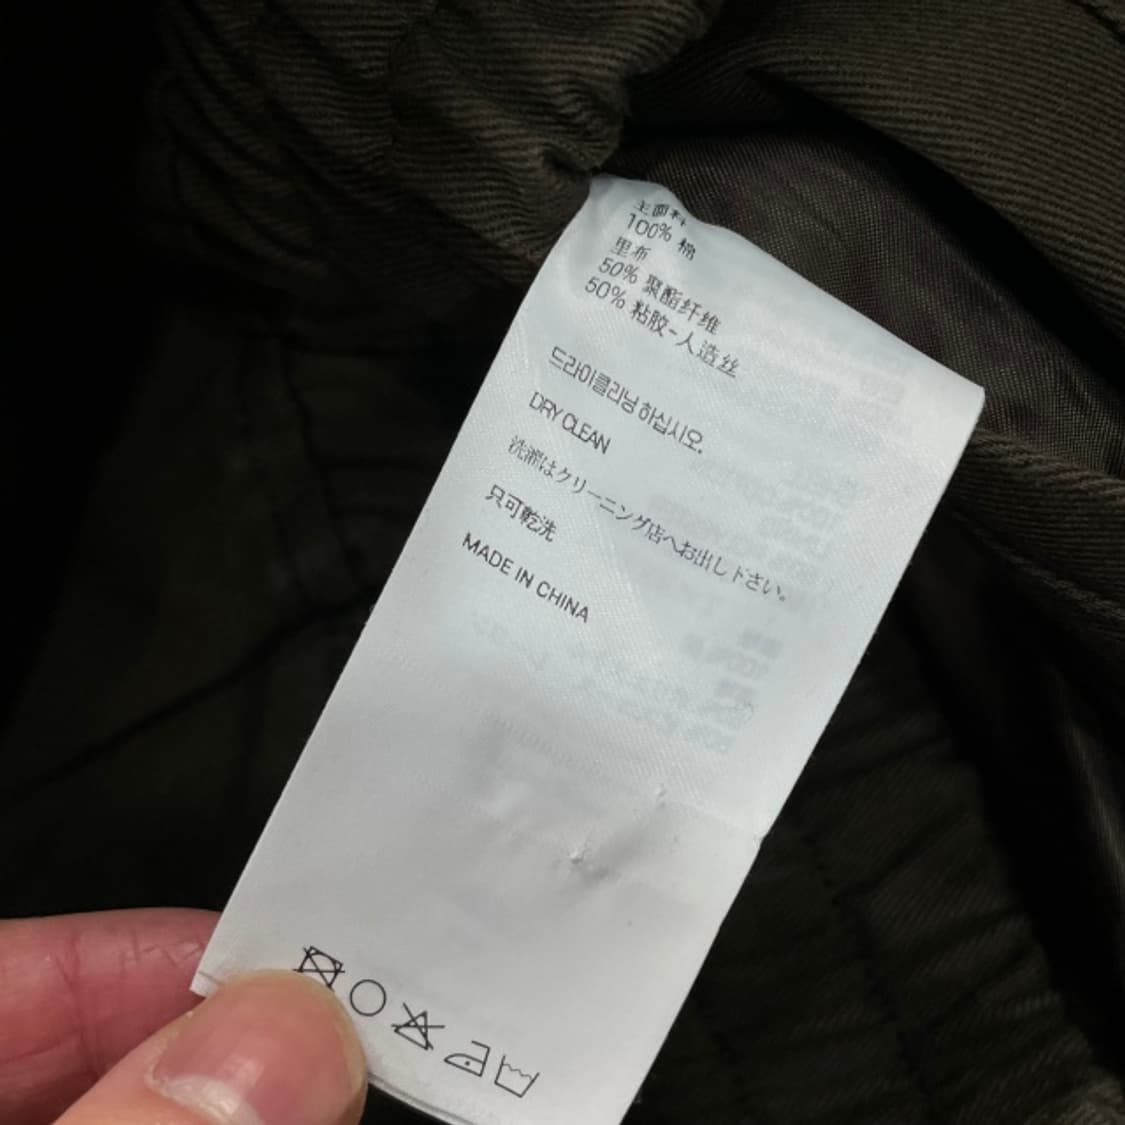 主面料
100% 棉
里布
50% 聚酯纤维
50% 粘胶-人造丝
드라이클리닝 하십시오.
DRY CLEAN
洗濯はクリーニング店へお出し下さい。
只可乾洗
MADE IN CHINA